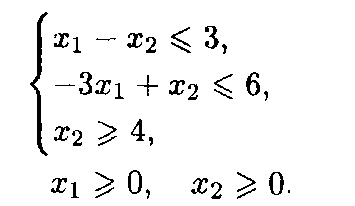 x₁ − x₂ ⩽ 3,
−3x₁ + x₂ ⩽ 6,
x₂ ⩾ 4,
x₁ ⩾ 0, x₂ ⩾ 0.